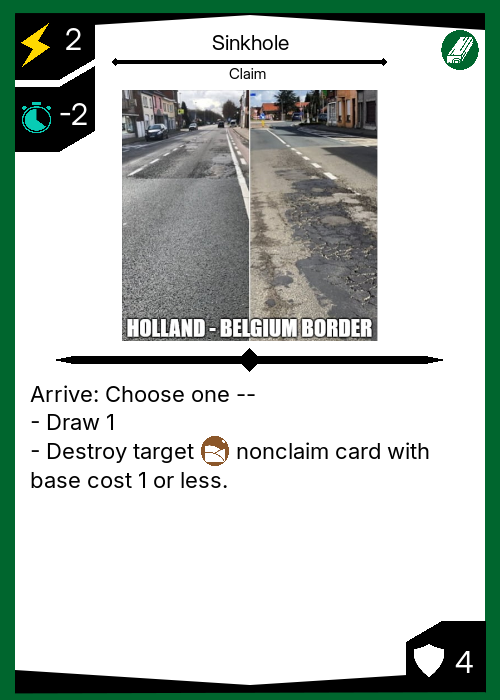 2
Sinkhole
Claim
-2
HOLLAND - BELGIUM BORDER
Arrive: Choose one --
- Draw 1
- Destroy target nonclaim card with
base cost 1 or less.
4